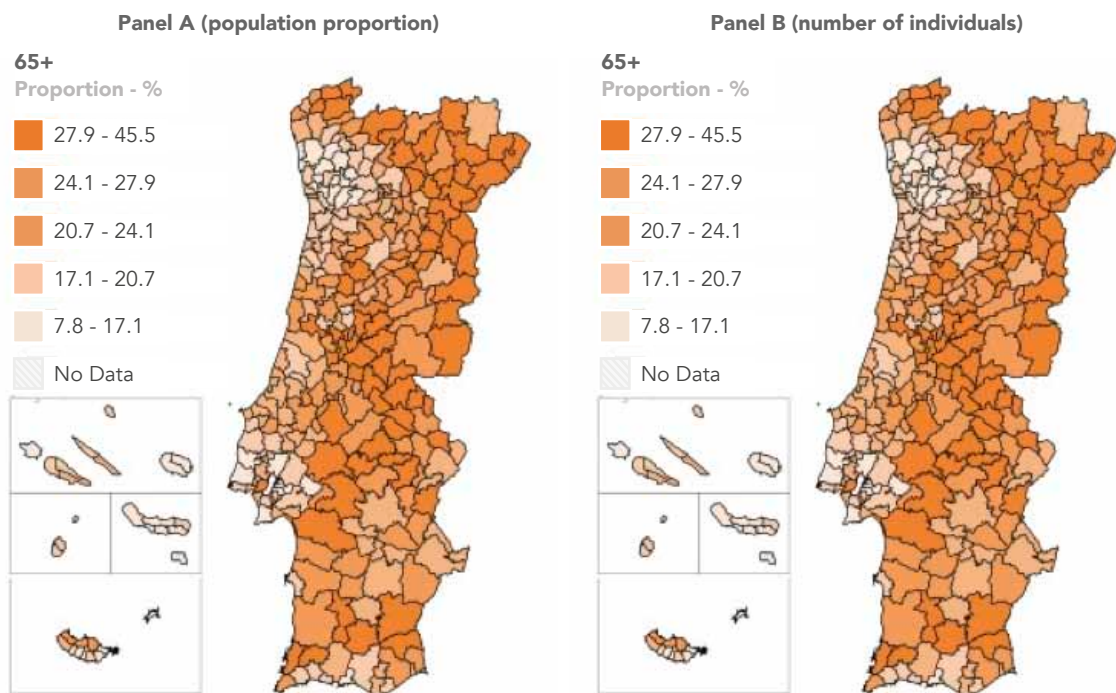 Panel A (population proportion)
65+
Proportion - %
27.9 - 45.5
24.1 - 27.9
20.7 - 24.1
17.1 - 20.7
7.8 - 17.1
No Data
Panel B (number of individuals)
65+
Proportion - %
27.9 - 45.5
24.1 - 27.9
20.7 - 24.1
17.1 - 20.7
7.8 - 17.1
No Data